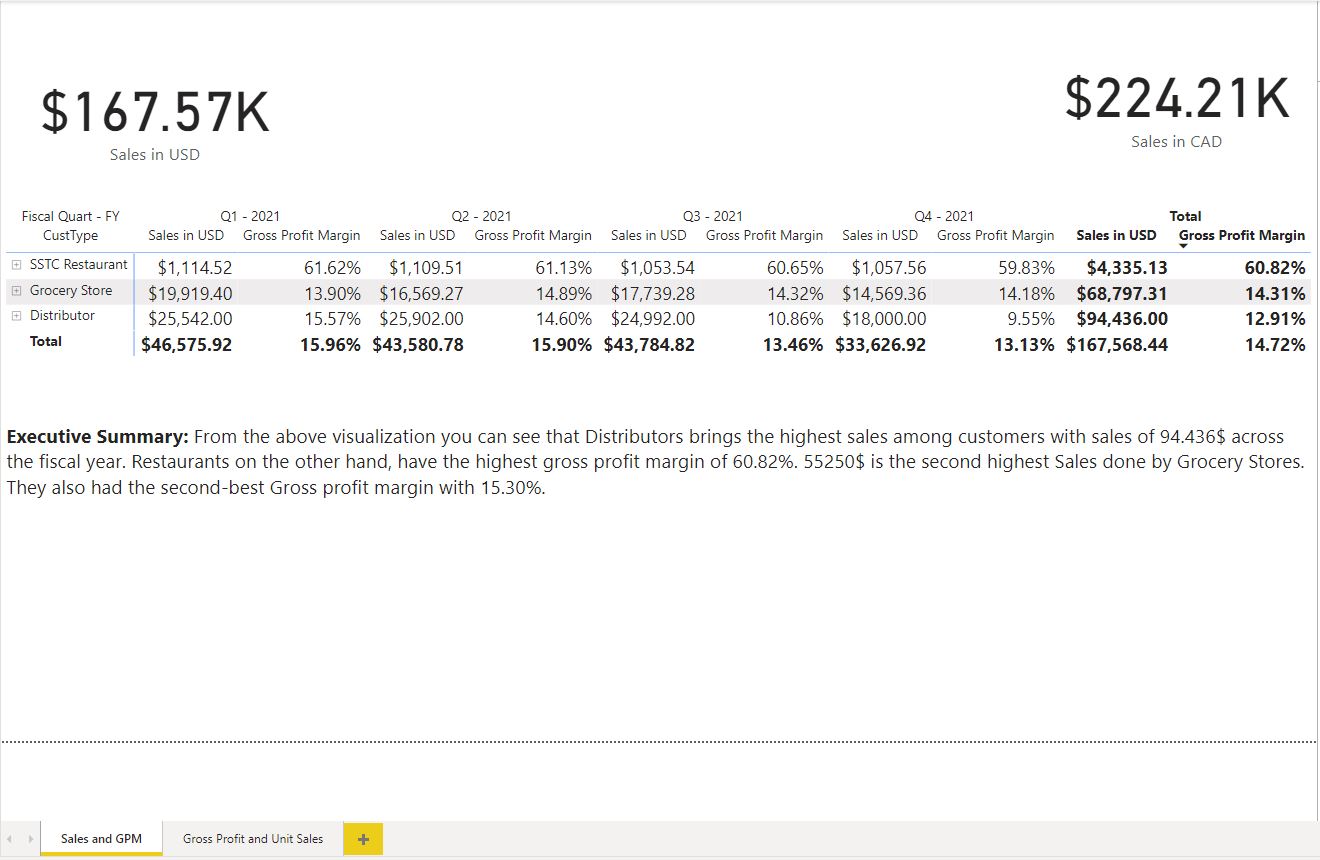 $167.57K
Sales in USD
$224.21K
Sales in CAD
Fiscal Quart - FY Q1 - 2021 Q2 - 2021 Q3 - 2021 Q4 - 2021 Total
CustType Sales in USD Gross Profit Margin Sales in USD Gross Profit Margin Sales in USD Gross Profit Margin Sales in USD Gross Profit Margin Sales in USD Gross Profit Margin
SSTC Restaurant $1,114.52 61.62% $1,109.51 61.13% $1,053.54 60.65% $1,057.56 59.83% $4,335.13 60.82%
Grocery Store $19,919.40 13.90% $16,569.27 14.89% $17,739.28 14.32% $14,569.36 14.18% $68,797.31 14.31%
Distributor $25,542.00 15.57% $25,902.00 14.60% $24,992.00 10.86% $18,000.00 9.55% $94,436.00 12.91%
Total $46,575.92 15.96% $43,580.78 15.90% $43,784.82 13.46% $33,626.92 13.13% $167,568.44 14.72%
Executive Summary: From the above visualization you can see that Distributors brings the highest sales among customers with sales of 94.436$ across
the fiscal year. Restaurants on the other hand, have the highest gross profit margin of 60.82%. 55250$ is the second highest Sales done by Grocery Stores.
They also had the second-best Gross profit margin with 15.30%.
Sales and GPM Gross Profit and Unit Sales +